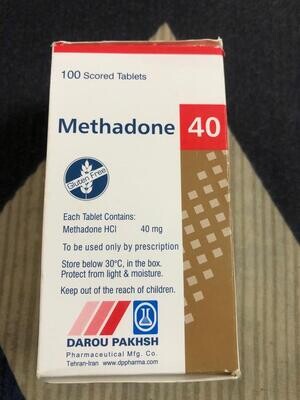 100 Scored Tablets
Methadone 40
Gluten Free
Each Tablet Contains:
Methadone HCl 40 mg
To be used only by prescription
Store below 30°C, in the box.
Protect from light & moisture.
Keep out of the reach of children.
DAROU PAKHSH
Pharmaceutical Mfg. Co.
Tehran-Iran www.dppharma.com